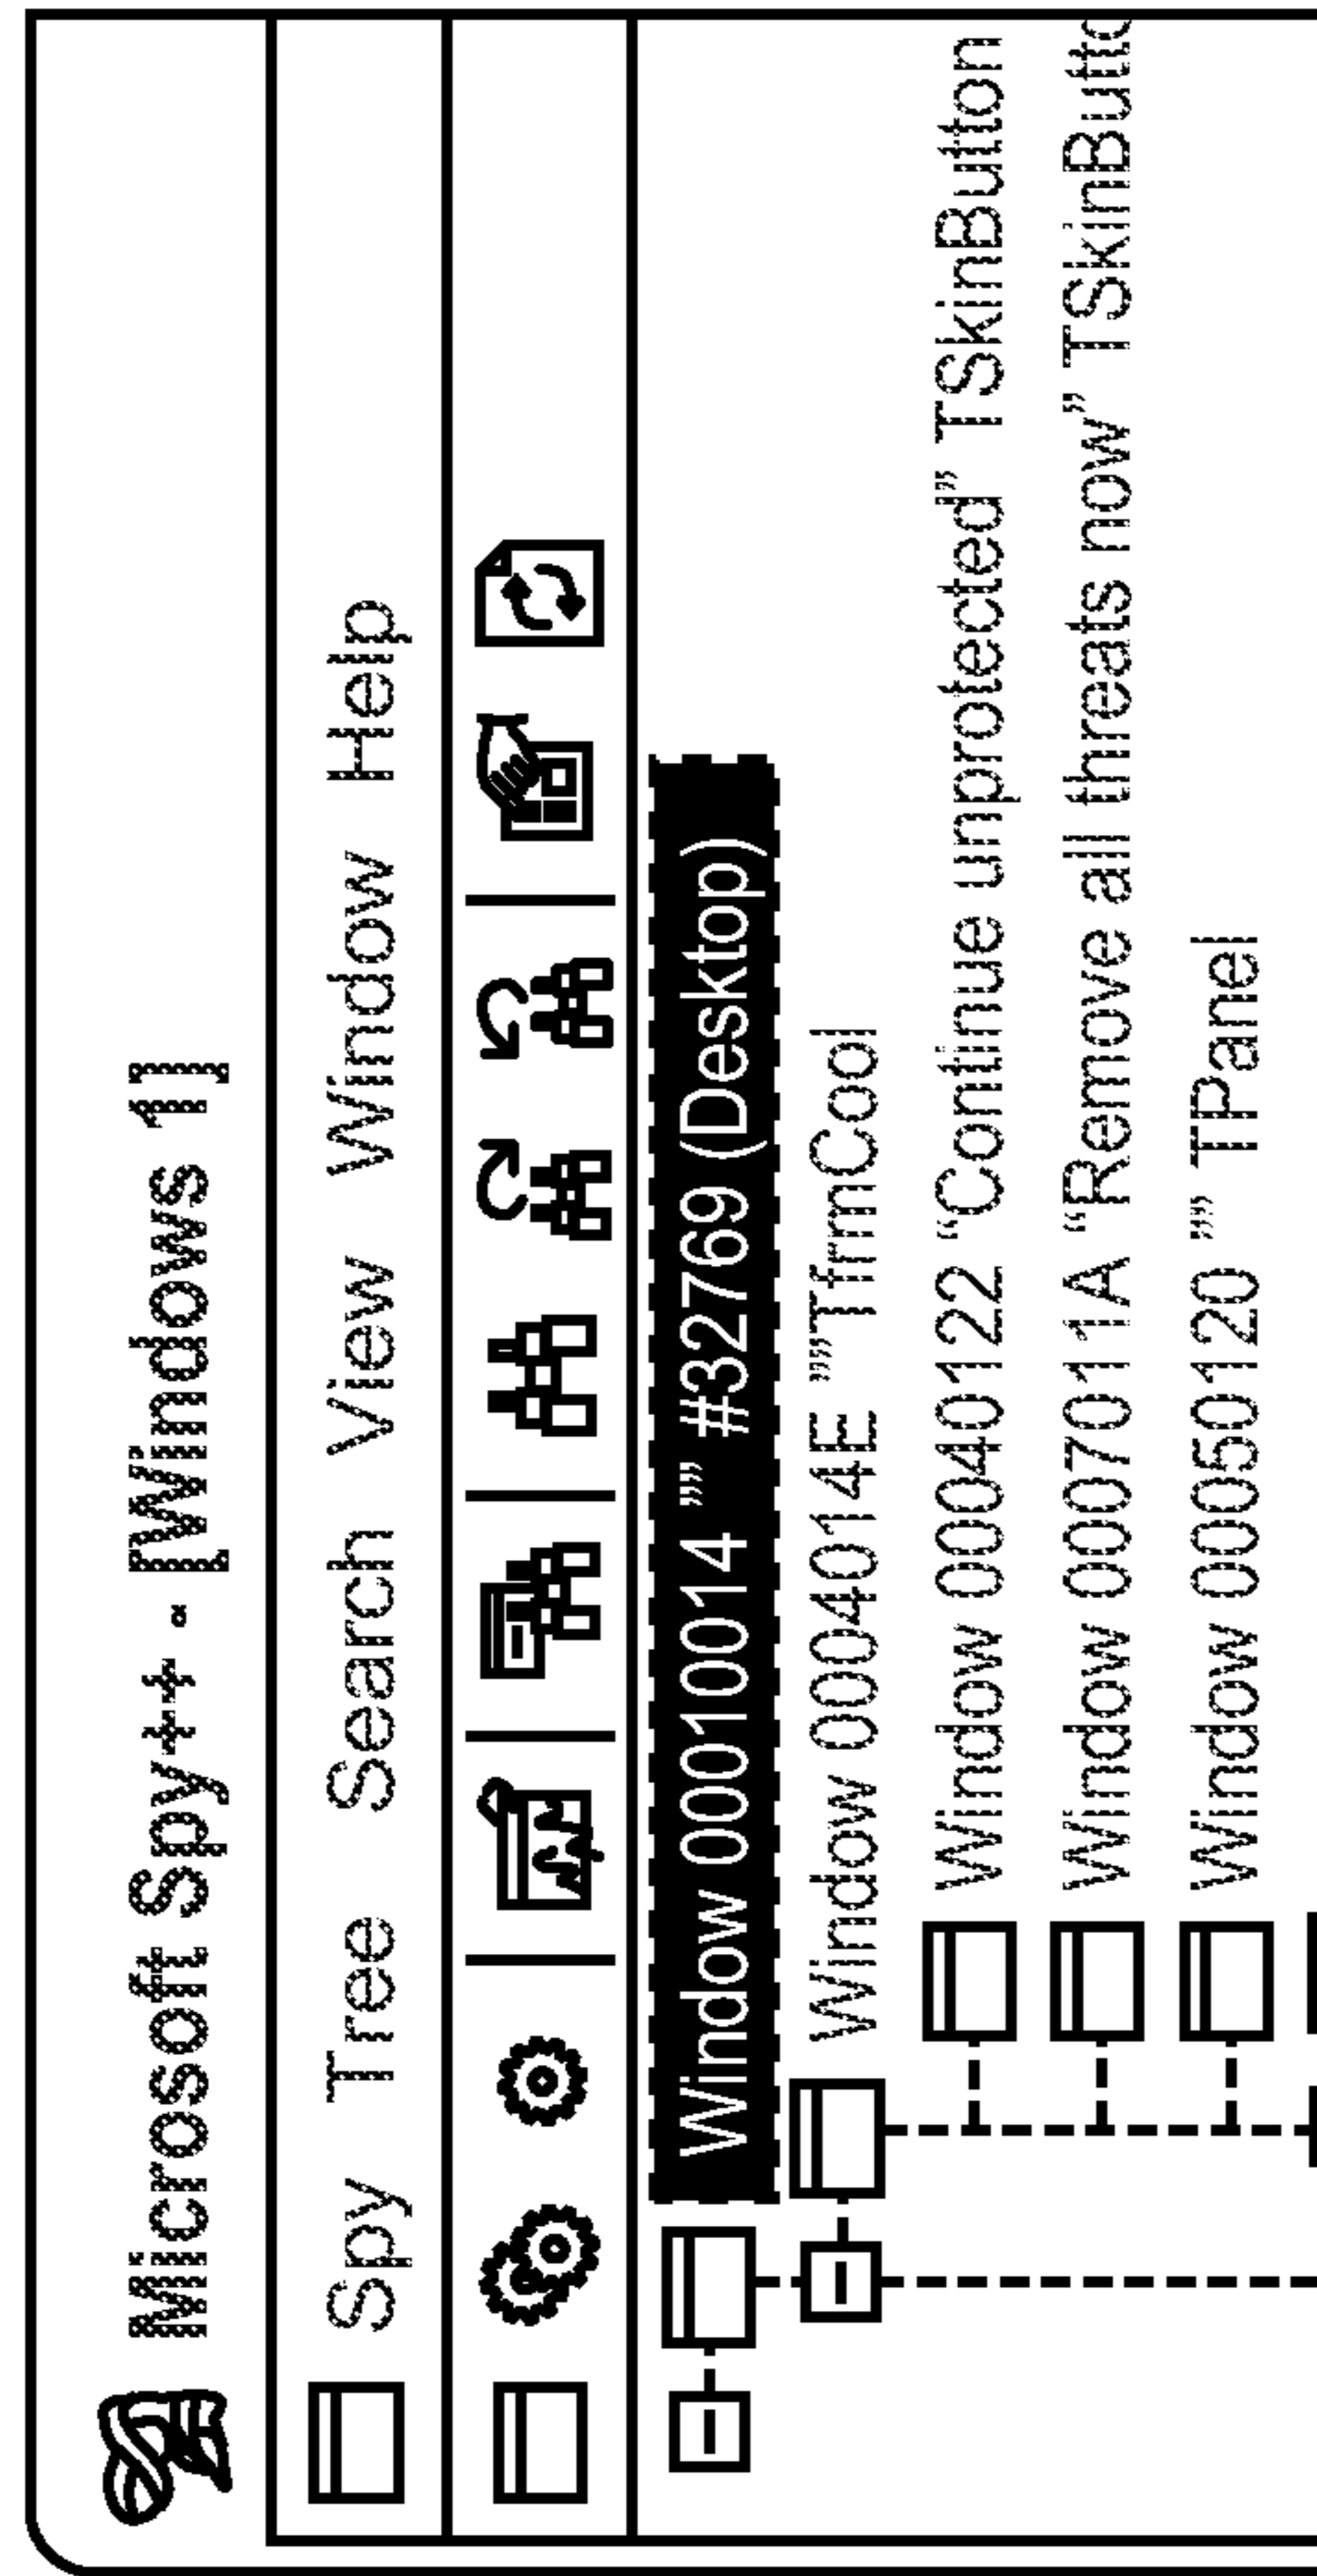 Microsoft Spy++ - [Windows 1]
Spy Tree Search View Window Help
Window 00010014 ”” #32769 (Desktop)
Window 0004014E ””TfrmCool
Window 00040122 “Continue unprotected” TSkinButton
Window 0007011A “Remove all threats now” TSkinButto
Window 00050120 ”” TPanel